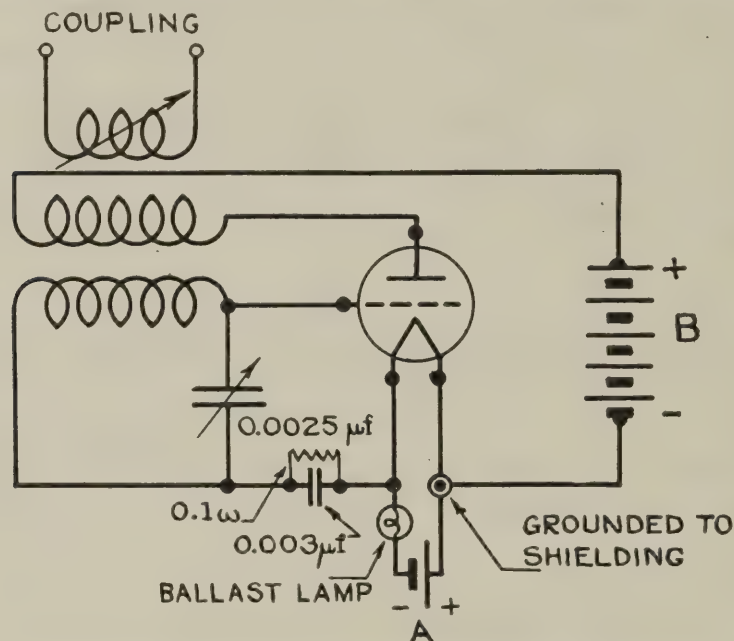 COUPLING
+
B
-
0.0025 μf
0.1ω
0.003μf
GROUNDED TO
SHIELDING
BALLAST LAMP
- +
A